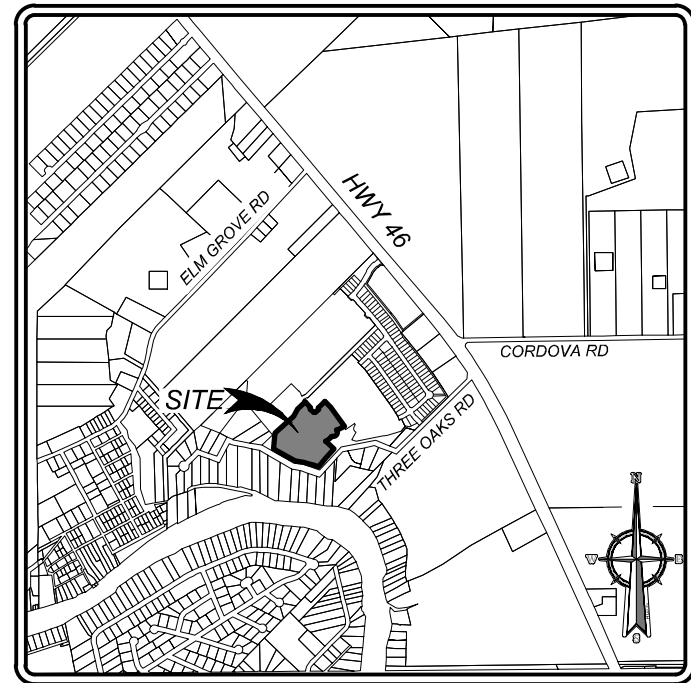 HWY 46
ELM GROVE RD
CORDOVA RD
SITE
THREE OAKS RD
N
W
E
S